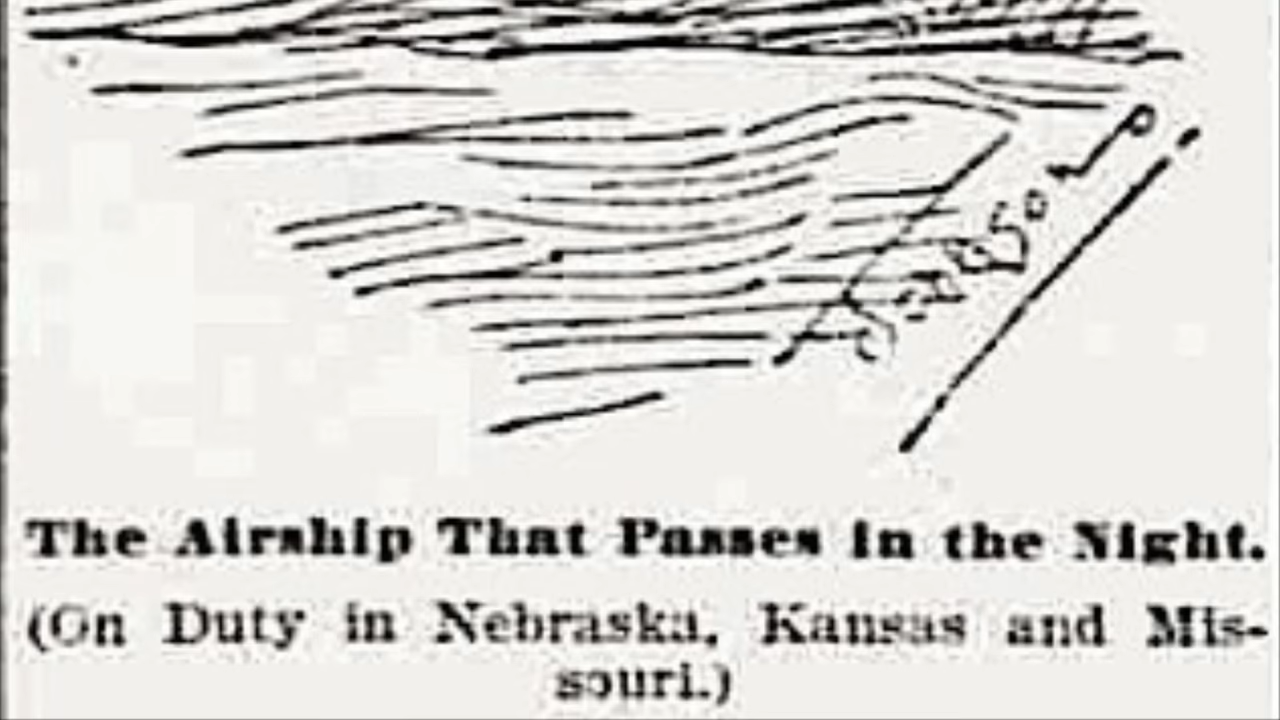 The Airship That Passes in the Night.
(On Duty in Nebraska, Kansas and Mis-
souri.)